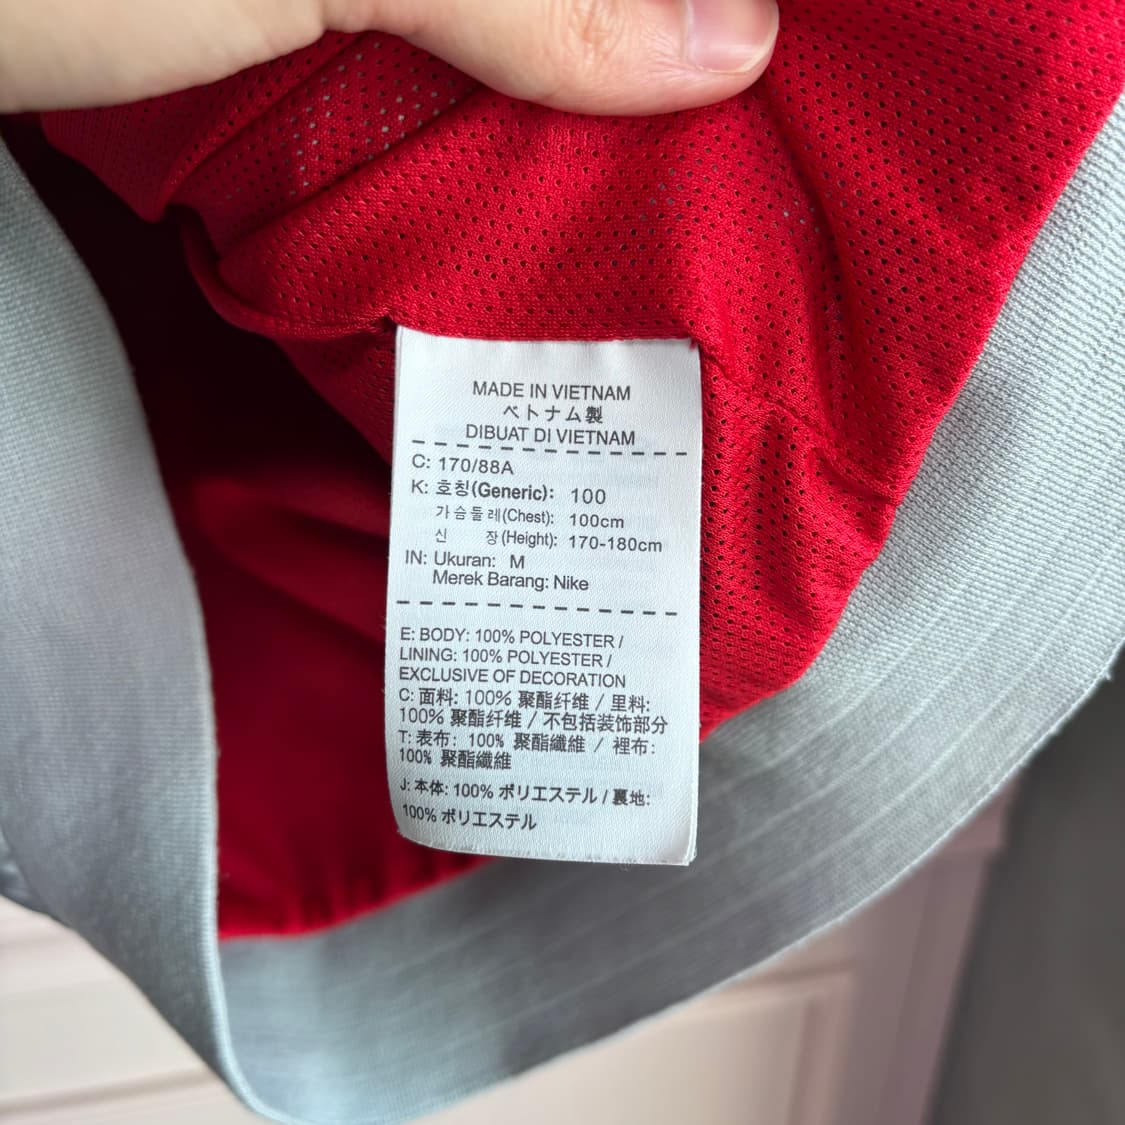 MADE IN VIETNAM
ベトナム製
DIBUAT DI VIETNAM
C: 170/88A
K: 호칭(Generic): 100
가슴둘레(Chest): 100cm
신 장(Height): 170-180cm
IN: Ukuran: M
Merek Barang: Nike
E: BODY: 100% POLYESTER /
LINING: 100% POLYESTER /
EXCLUSIVE OF DECORATION
C: 面料: 100% 聚酯纤维 / 里料:
100% 聚酯纤维 / 不包括装饰部分
T: 表布: 100% 聚酯纖維 / 裡布:
100% 聚酯纖維
J: 本体: 100% ポリエステル / 裏地:
100% ポリエステル